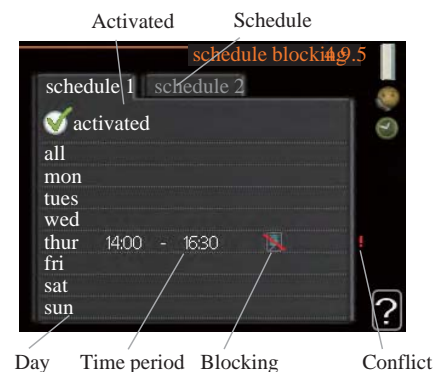 Activated Schedule
schedule blocking 4.9.5
schedule 1 schedule 2
activated
all
mon
tues
wed
thur 14:00 - 16:30 !
fri
sat
sun
?
Day Time period Blocking Conflict